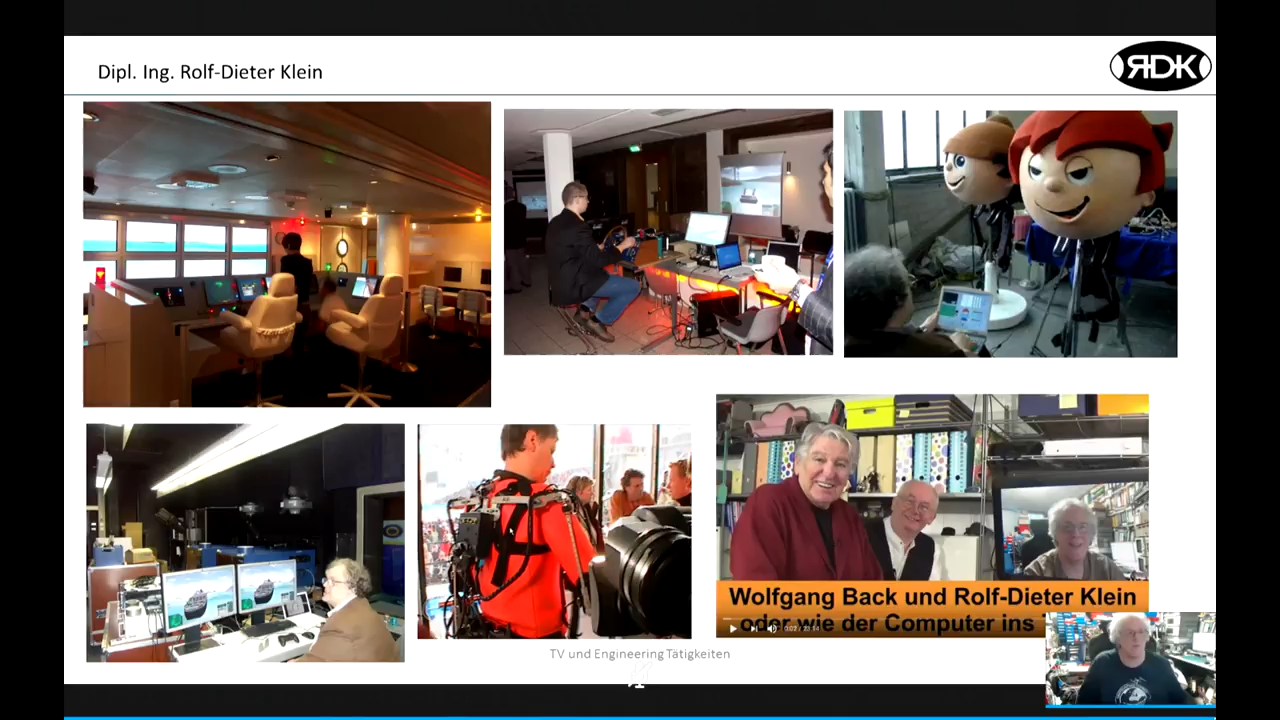 Dipl. Ing. Rolf-Dieter Klein
RDK
Wolfgang Back und Rolf-Dieter Klein
oder wie der Computer ins
TV und Engineering Tätigkeiten